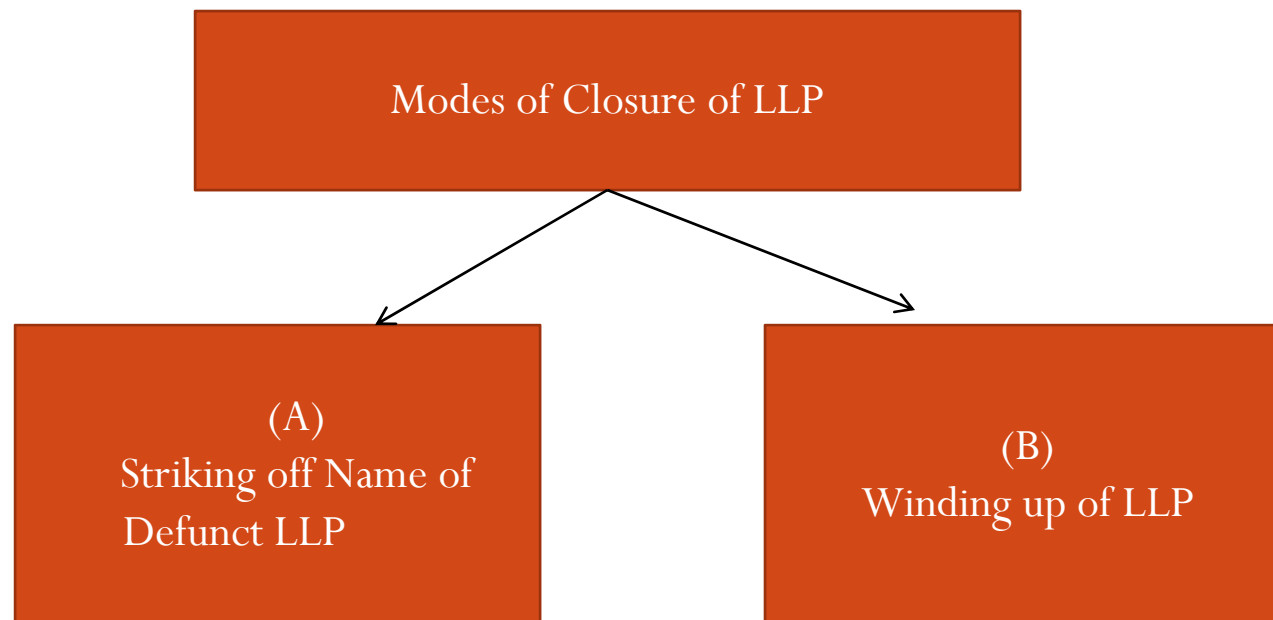 Modes of Closure of LLP
(A)
Striking off Name of
Defunct LLP
(B)
Winding up of LLP